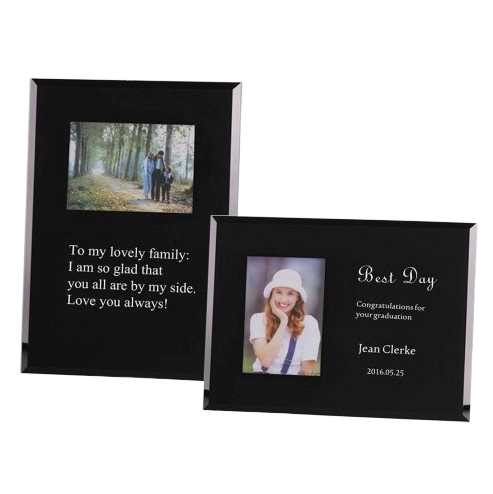 To my lovely family:
I am so glad that
you all are by my side.
Love you always!
Best Day
Congratulations for
your graduation
Jean Clerke
2016.05.25